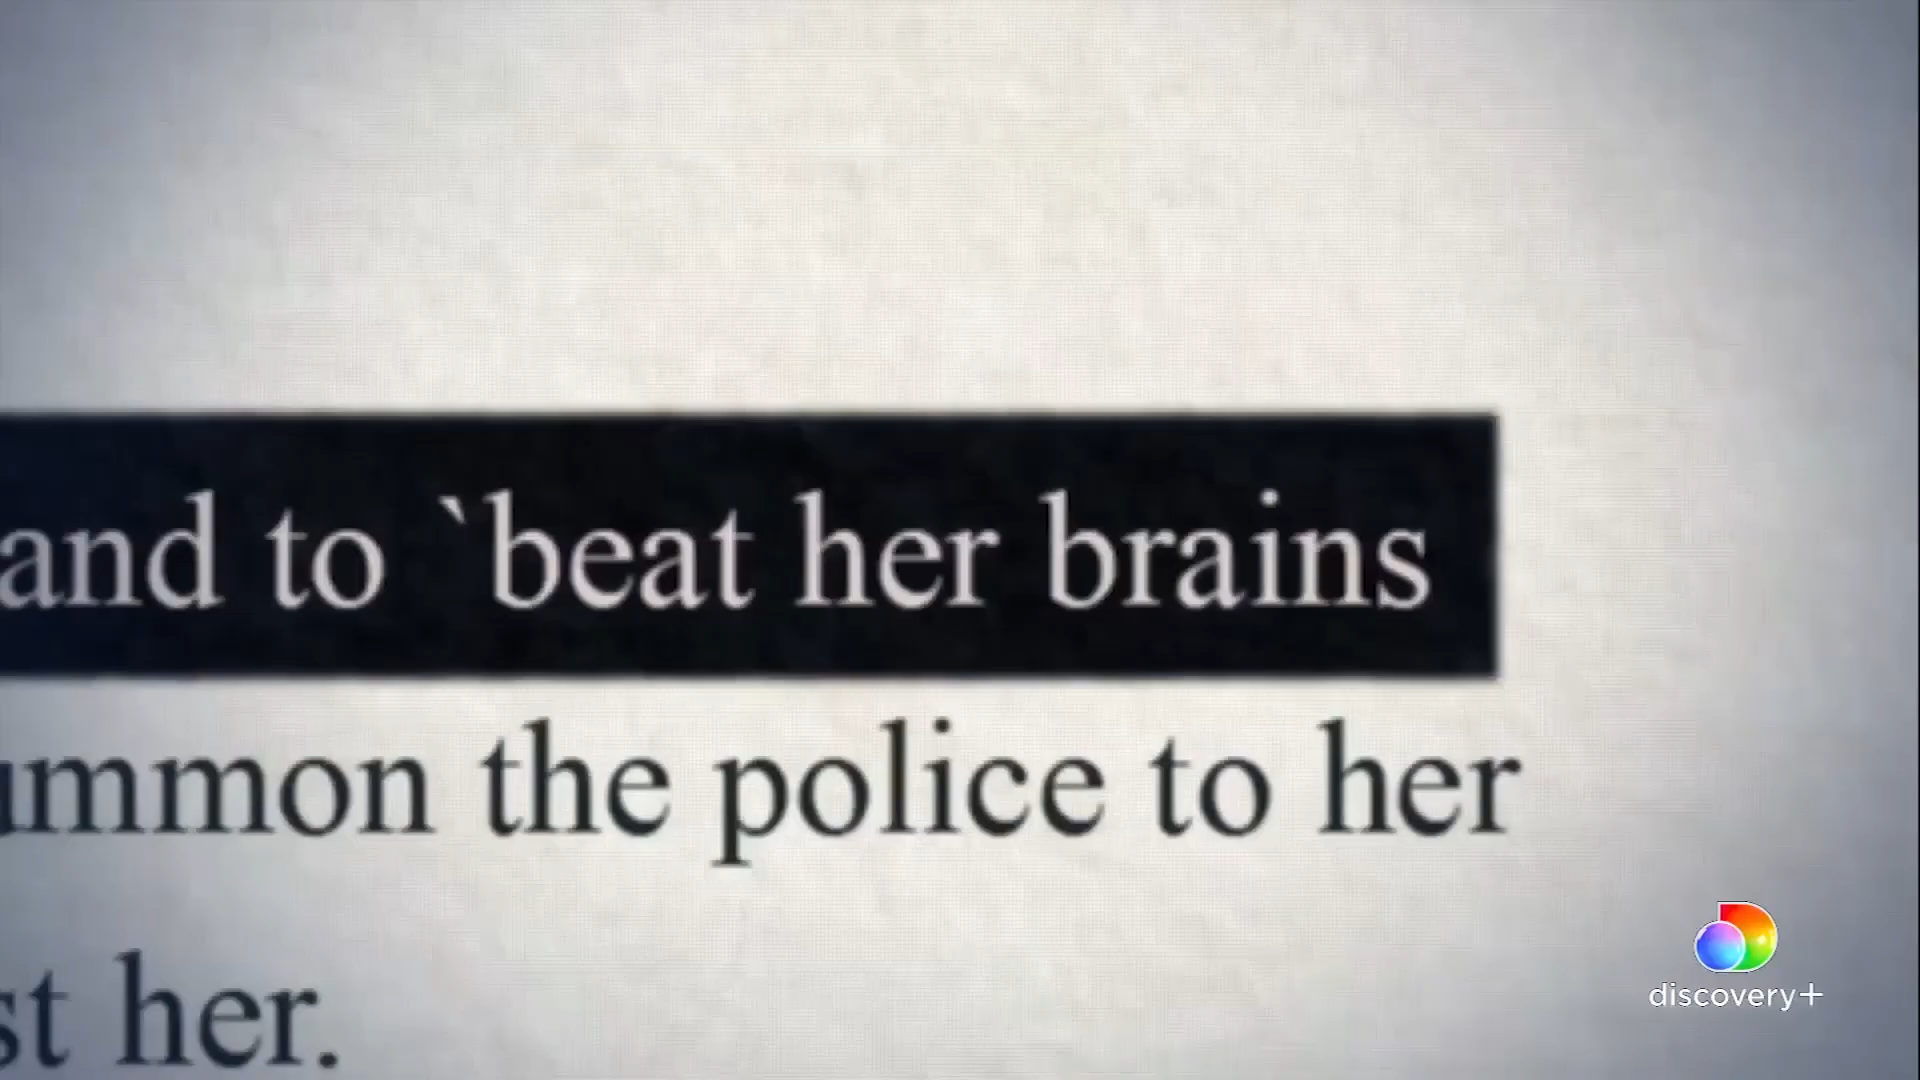 and to `beat her brains
ummon the police to her
st her.
discovery+